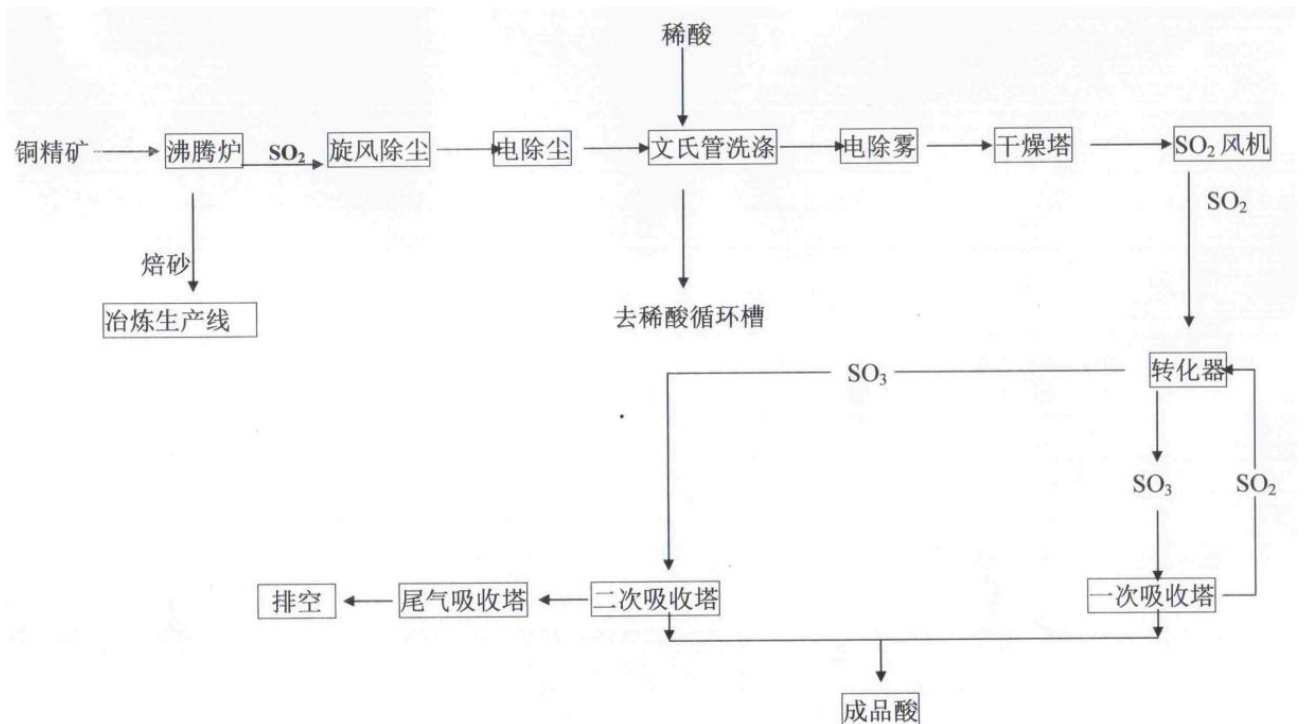 稀酸
铜精矿 沸腾炉 SO₂ 旋风除尘 电除尘 文氏管洗涤 电除雾 干燥塔 SO₂风机
SO₂
焙砂
冶炼生产线 去稀酸循环槽
SO₃ 转化器
SO₃ SO₂
排空 尾气吸收塔 二次吸收塔 一次吸收塔
成品酸